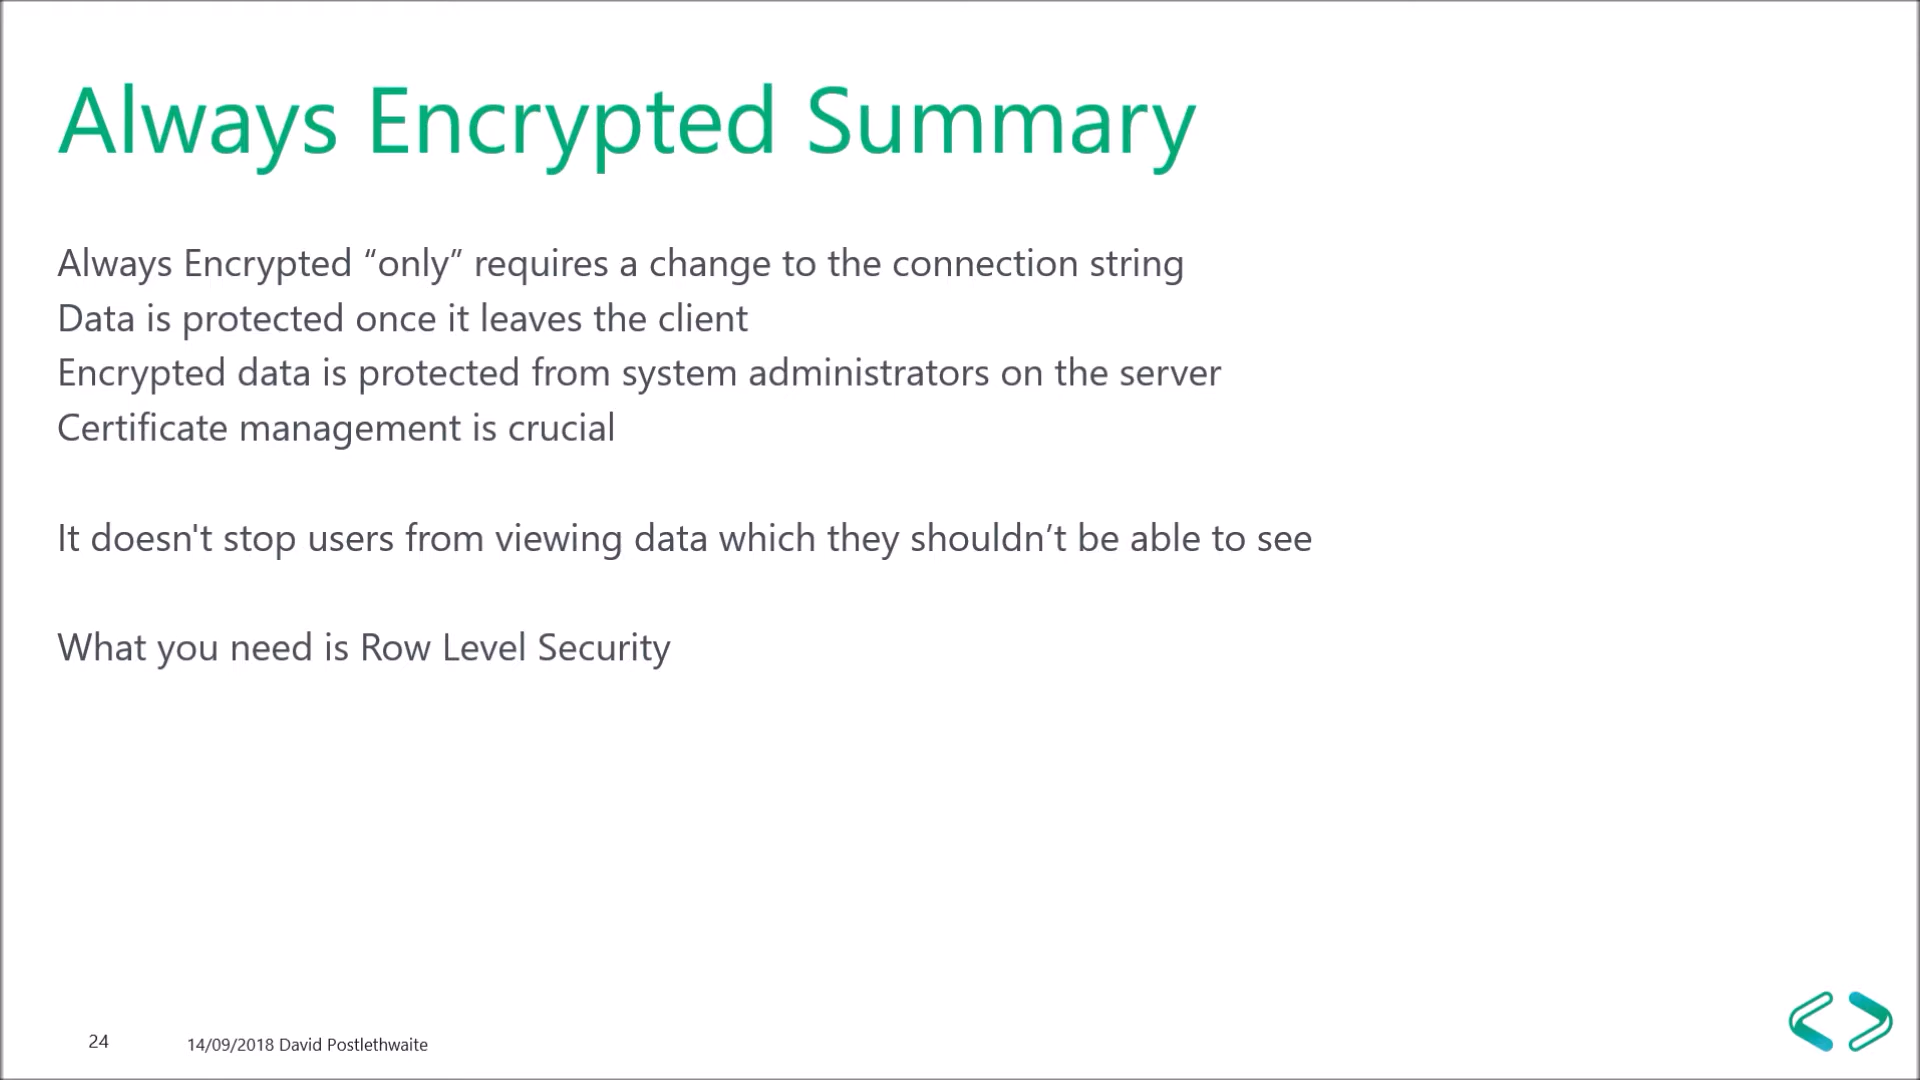 Always Encrypted Summary
Always Encrypted “only” requires a change to the connection string
Data is protected once it leaves the client
Encrypted data is protected from system administrators on the server
Certificate management is crucial
It doesn't stop users from viewing data which they shouldn’t be able to see
What you need is Row Level Security
24
14/09/2018 David Postlethwaite